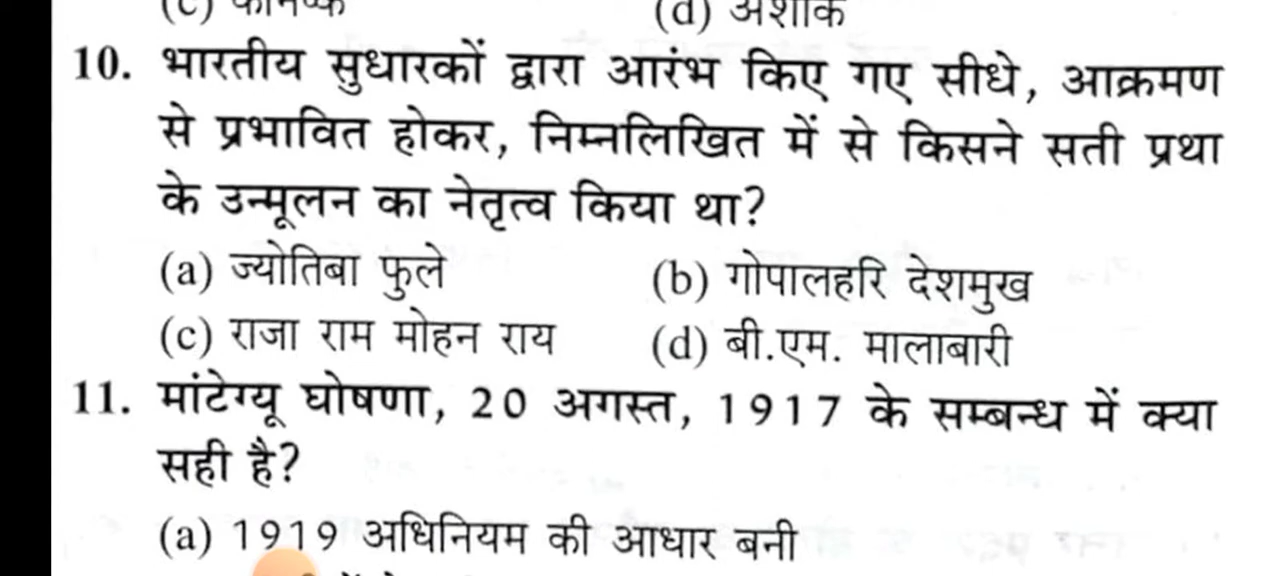 (d) अशोक
10. भारतीय सुधारकों द्वारा आरंभ किए गए सीधे, आक्रमण
से प्रभावित होकर, निम्नलिखित में से किसने सती प्रथा
के उन्मूलन का नेतृत्व किया था?
(a) ज्योतिबा फुले (b) गोपालहरि देशमुख
(c) राजा राम मोहन राय (d) बी.एम. मालाबारी
11. मांटेग्यू घोषणा, 20 अगस्त, 1917 के सम्बन्ध में क्या
सही है?
(a) 1919 अधिनियम की आधार बनी